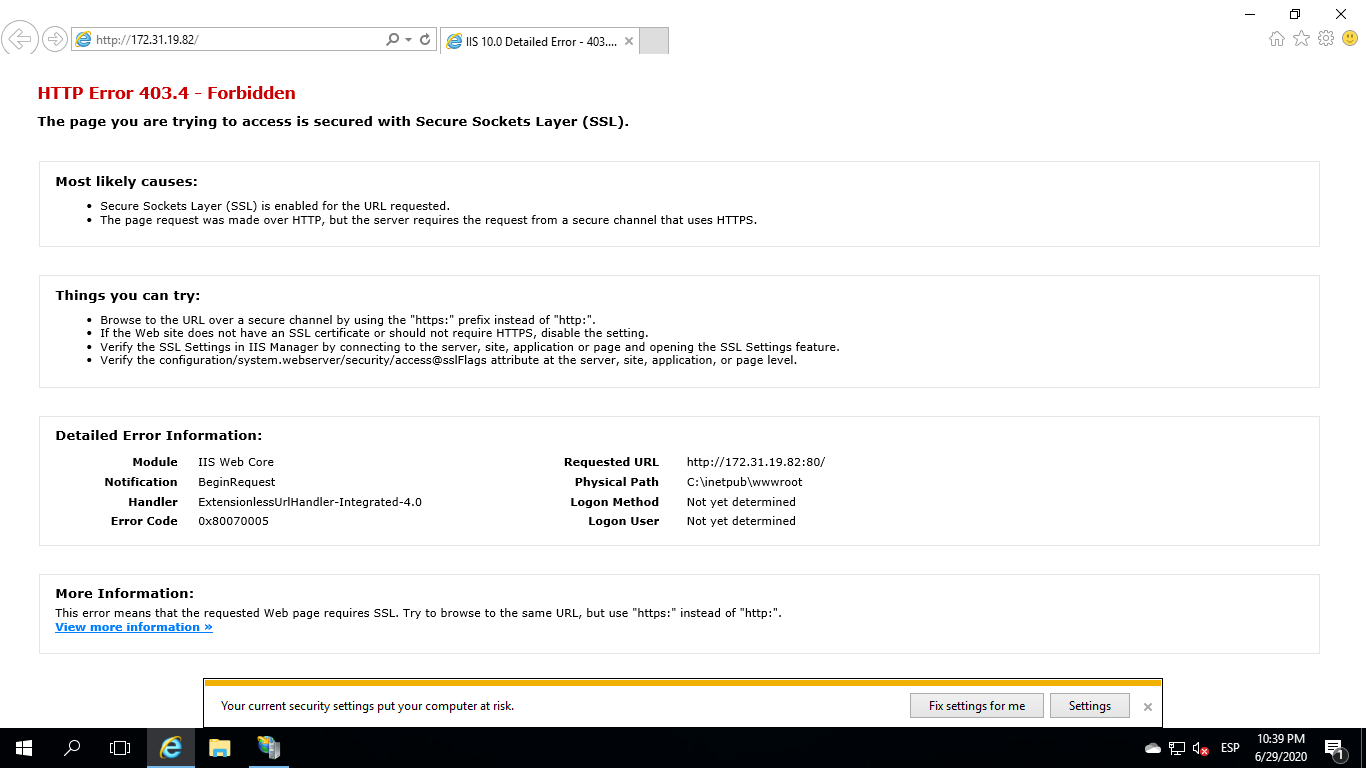 http://172.31.19.82/
IIS 10.0 Detailed Error - 403....
HTTP Error 403.4 - Forbidden
The page you are trying to access is secured with Secure Sockets Layer (SSL).
Most likely causes:
• Secure Sockets Layer (SSL) is enabled for the URL requested.
• The page request was made over HTTP, but the server requires the request from a secure channel that uses HTTPS.
Things you can try:
• Browse to the URL over a secure channel by using the "https:" prefix instead of "http:".
• If the Web site does not have an SSL certificate or should not require HTTPS, disable the setting.
• Verify the SSL Settings in IIS Manager by connecting to the server, site, application or page and opening the SSL Settings feature.
• Verify the configuration/system.webserver/security/access@sslFlags attribute at the server, site, application, or page level.
Detailed Error Information:
Module IIS Web Core
Notification BeginRequest
Handler ExtensionlessUrlHandler-Integrated-4.0
Error Code 0x80070005
Requested URL http://172.31.19.82:80/
Physical Path C:\inetpub\wwwroot
Logon Method Not yet determined
Logon User Not yet determined
More Information:
This error means that the requested Web page requires SSL. Try to browse to the same URL, but use "https:" instead of "http:".
View more information »
Your current security settings put your computer at risk.
Fix settings for me
Settings
ESP
10:39 PM
6/29/2020
1